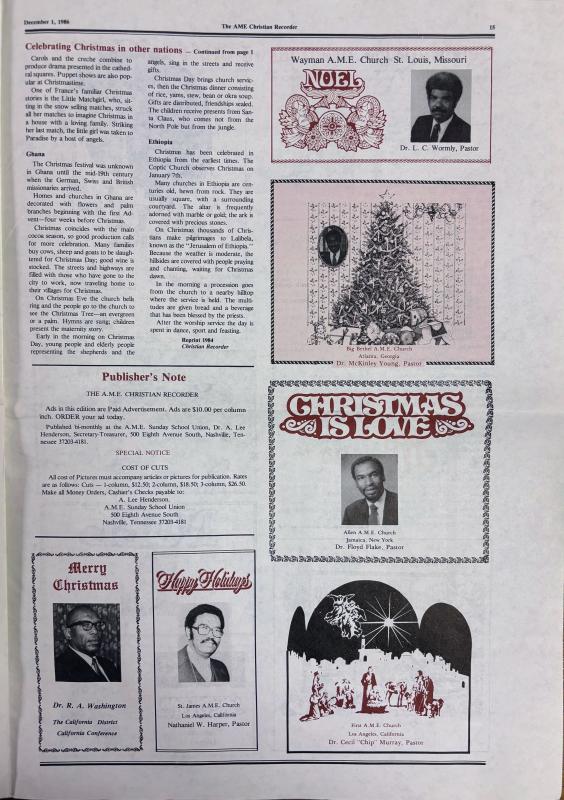 December 1, 1986
The AME Christian Recorder
15
Celebrating Christmas in other nations — Continued from page 1
Carols and the creche combine to
produce drama presented in the cathed-
ral squares. Puppet shows are also pop-
ular at Christmastime.
One of France's familiar Christmas
stories is the Little Matchgirl, who, sit-
ting in the snow selling matches, struck
all her matches to imagine Christmas in
a house with a loving family. Striking
her last match, the little girl was taken to
Paradise by a host of angels.
Ghana
The Christmas festival was unknown
in Ghana until the mid-19th century
when the German, Swiss and British
missionaries arrived.
Homes and churches in Ghana are
decorated with flowers and palm
branches beginning with the first Ad-
vent—four weeks before Christmas.
Christmas coincides with the main
cocoa season, so good production calls
for more celebration. Many families
buy cows, sheep and goats to be slaugh-
tered for Christmas Day; good wine is
stocked. The streets and highways are
filled with those who have gone to the
city to work, now traveling home to
their villages for Christmas.
On Christmas Eve the church bells
ring and the people go to the church to
see the Christmas Tree—an evergreen
or a palm. Hymns are sung; children
present the maternity story.
Early in the morning on Christmas
Day, young people and elderly people
representing the shepherds and the
angels, sing in the streets and receive
gifts.
Christmas Day brings church servic-
es, then the Christmas dinner consisting
of rice, yams, stew, bean or okra soup.
Gifts are distributed, friendships sealed.
The children receive presents from San-
ta Claus, who comes not from the
North Pole but from the jungle.
Ethiopia
Christmas has been celebrated in
Ethiopia from the earliest times. The
Coptic Church observes Christmas on
January 7th.
Many churches in Ethiopia are cen-
turies old, hewn from rock. They are
usually square, with a surrounding
courtyard. The altar is frequently
adorned with marble or gold; the ark is
covered with precious stones.
On Christmas thousands of Chris-
tians make pilgrimages to Lalibela,
known as the "Jerusalem of Ethiopia."
Because the weather is moderate, the
hillsides are covered with people praying
and chanting, waiting for Christmas
dawn.
In the morning a procession goes
from the church to a nearby hilltop
where the service is held. The multi-
tudes are given bread and a beverage
that has been blessed by the priests.
After the worship service the day is
spent in dance, sport and feasting.
Reprint 1984
Christian Recorder
Publisher's Note
THE A.M.E. CHRISTIAN RECORDER
Ads in this edition are Paid Advertisement. Ads are $10.00 per column
inch. ORDER your ad today.
Published bi-monthly at the A.M.E. Sunday School Union, Dr. A. Lee
Henderson, Secretary-Treasurer, 500 Eighth Avenue South, Nashville, Ten-
nessee 37203-4181.
SPECIAL NOTICE
COST OF CUTS
All cost of Pictures must accompany articles or pictures for publication. Rates
are as follows: Cuts — 1-column, $12.50; 2-column, $18.50; 3-column, $26.50.
Make all Money Orders, Cashier's Checks payable to:
A. Lee Henderson,
A.M.E. Sunday School Union
500 Eighth Avenue South
Nashville, Tennessee 37203-4181
Merry
Christmas
Dr. R. A. Washington
The California District
California Conference
Happy Holidays
St. James A.M.E. Church
Los Angeles, California
Nathaniel W. Harper, Pastor
Wayman A.M.E. Church St. Louis, Missouri
NOEL
Dr. L. C. Wormly, Pastor
Big Bethel A.M.E. Church
Atlanta, Georgia
Dr. McKinley Young, Pastor
CHRISTMAS
IS LOVE
Allen A.M.E. Church
Jamaica, New York
Dr. Floyd Flake, Pastor
First A.M.E. Church
Los Angeles, California
Dr. Cecil "Chip" Murray, Pastor